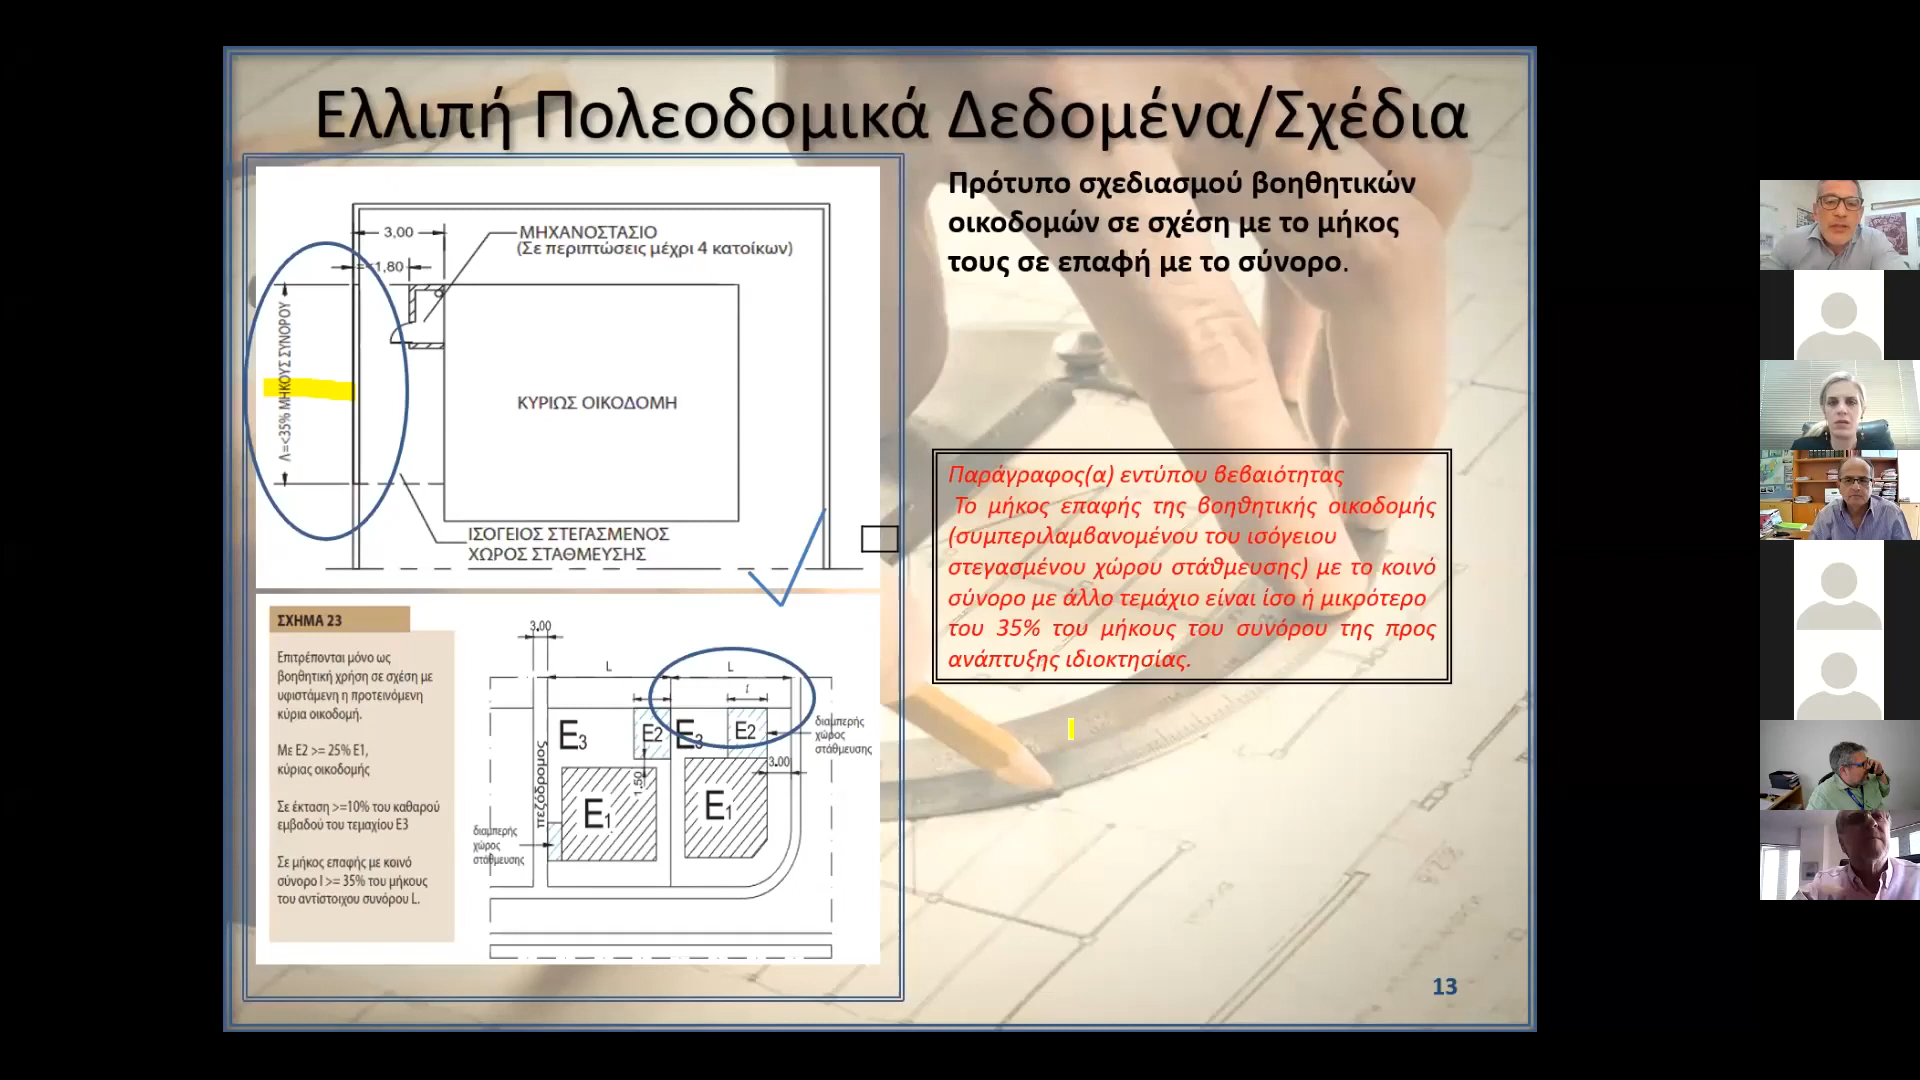 Ελλιπή Πολεοδομικά Δεδομένα/Σχέδια
3,00
ΜΗΧΑΝΟΣΤΑΣΙΟ
(Σε περιπτώσεις μέχρι 4 κατοίκων)
=<1,80
Λ=<35% ΜΗΚΟΥΣ ΣΥΝΟΡΟΥ
ΚΥΡΙΩΣ ΟΙΚΟΔΟΜΗ
ΙΣΟΓΕΙΟΣ ΣΤΕΓΑΣΜΕΝΟΣ
ΧΩΡΟΣ ΣΤΑΘΜΕΥΣΗΣ
ΣΧΗΜΑ 23
Επιτρέπονται μόνο ως
βοηθητική χρήση σε σχέση με
υφιστάμενη η προτεινόμενη
κύρια οικοδομή.
Με Ε2 >= 25% Ε1,
κύριας οικοδομής
Σε έκταση >=10% του καθαρού
εμβαδού του τεμαχίου Ε3
Σε μήκος επαφής με κοινό
σύνορο l >= 35% του μήκους
του αντίστοιχου συνόρου L.
3.00
L
L
l
E3
E2
E3
E2
διαμπερής
χώρος
στάθμευσης
3.00
1.50
πεζόδρομος
E1
E1
διαμπερής
χώρος
στάθμευσης
Πρότυπο σχεδιασμού βοηθητικών
οικοδομών σε σχέση με το μήκος
τους σε επαφή με το σύνορο.
Παράγραφος(α) εντύπου βεβαιότητας
Το μήκος επαφής της βοηθητικής οικοδομής
(συμπεριλαμβανομένου του ισόγειου
στεγασμένου χώρου στάθμευσης) με το κοινό
σύνορο με άλλο τεμάχιο είναι ίσο ή μικρότερο
του 35% του μήκους του συνόρου της προς
ανάπτυξης ιδιοκτησίας.
13